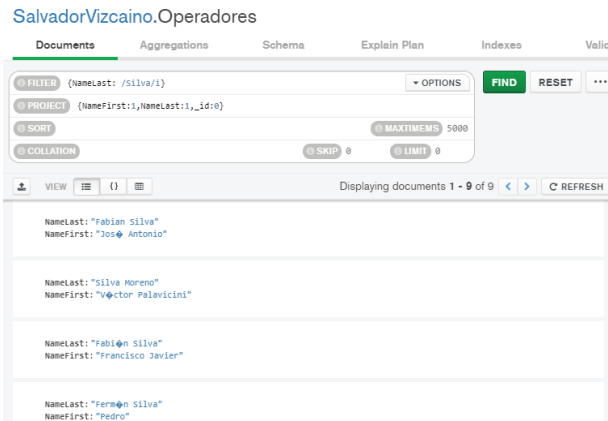 SalvadorVizcaino.Operadores
Documents Aggregations Schema Explain Plan Indexes Valid
FILTER {NameLast: /Silva/i} OPTIONS FIND RESET ...
PROJECT {NameFirst:1,NameLast:1,_id:0}
SORT MAXTIMEMS 5000
COLLATION SKIP 0 LIMIT 0
VIEW {} Displaying documents 1 - 9 of 9 < > REFRESH
NameLast:"Fabian Silva"
NameFirst:"Jos� Antonio"
NameLast:"Silva Moreno"
NameFirst:"V�ctor Palavicini"
NameLast:"Fabi�n Silva"
NameFirst:"Francisco Javier"
NameLast:"Ferm�n Silva"
NameFirst:"Pedro"